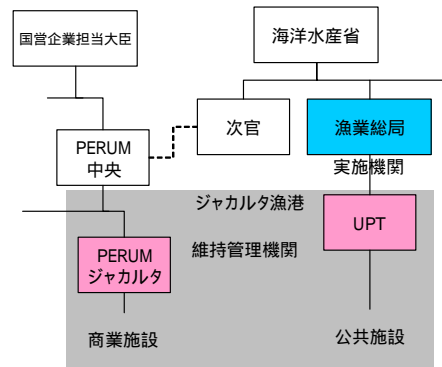 国営企業担当大臣
海洋水産省
PERUM
中央
次官
漁業総局
実施機関
ジャカルタ漁港
維持管理機関
UPT
PERUM
ジャカルタ
商業施設
公共施設